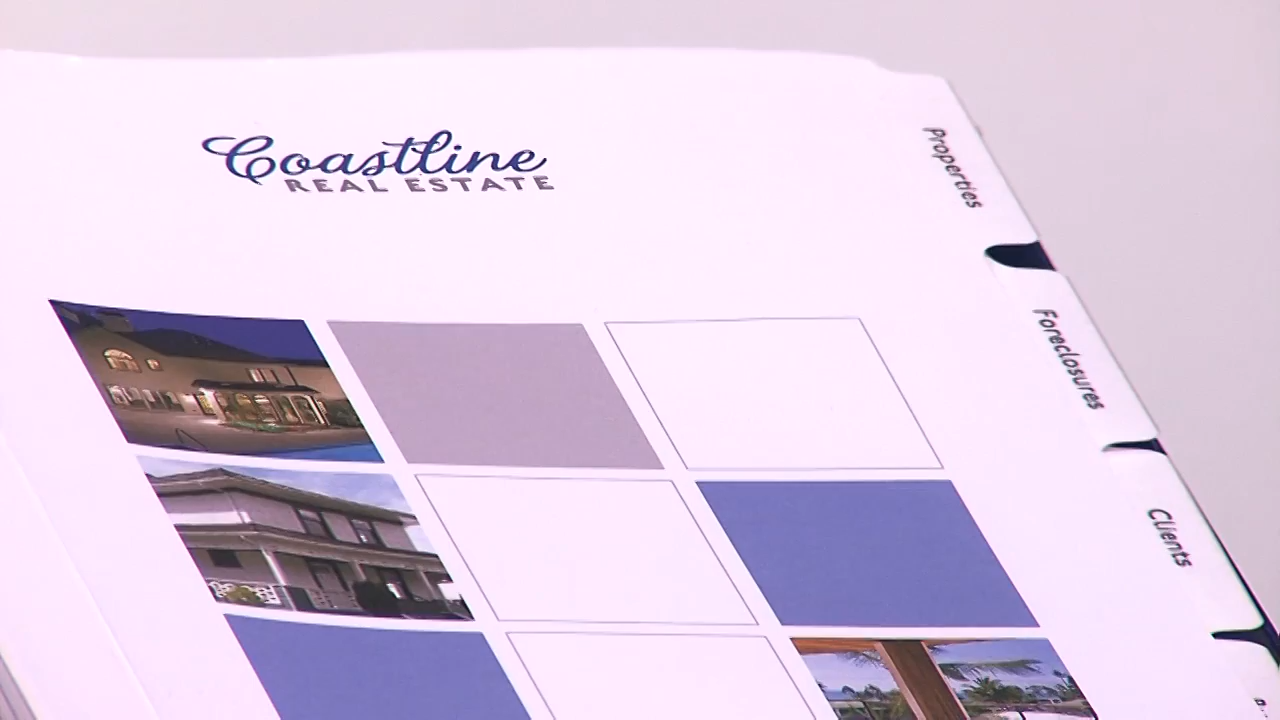 Coastline
REAL ESTATE
Properties
Foreclosures
Clients